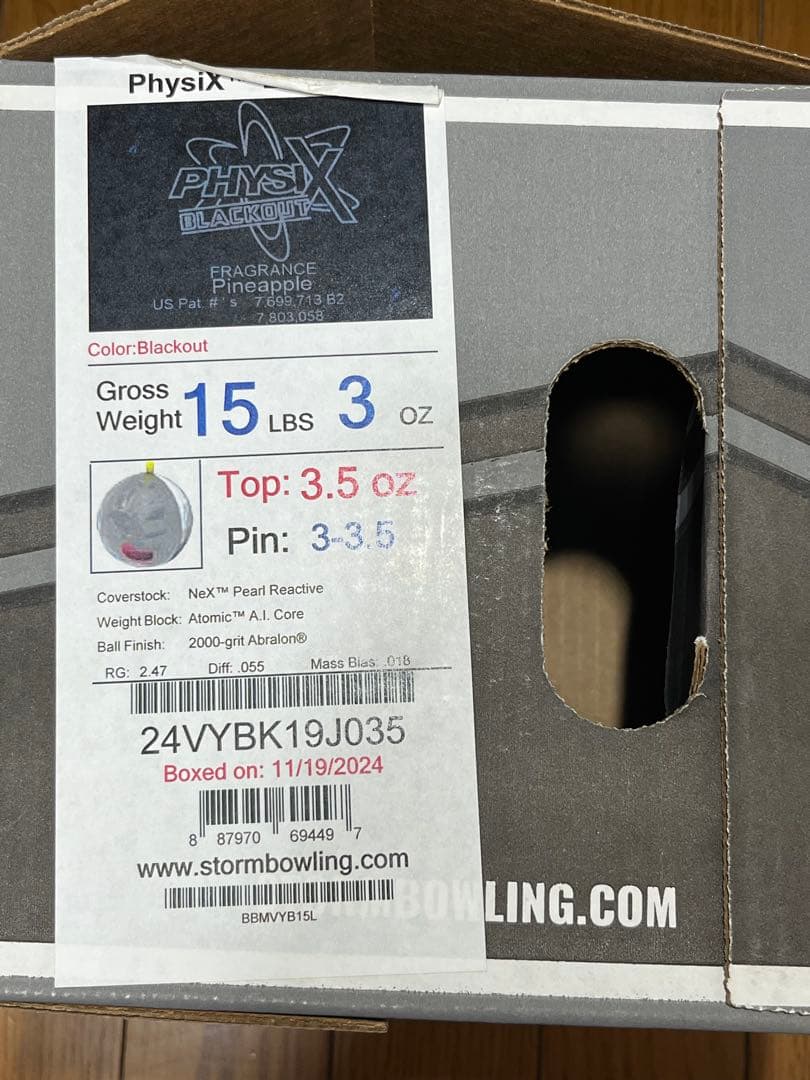 PhysiX™
PHYSIX
BLACKOUT
FRAGRANCE
Pineapple
US Pat. # ' s 7,699,713 B2
7,803,058
Color:Blackout
Gross Weight 15 LBS 3 OZ
Top: 3.5 oz
Pin: 3-3.5
Coverstock: NeX™ Pearl Reactive
Weight Block: Atomic™ A.I. Core
Ball Finish: 2000-grit Abralon®
RG: 2.47 Diff: .055 Mass Bias: .018
24VYBK19J035
Boxed on: 11/19/2024
8 87970 69449 7
www.stormbowling.com
BBMVYB15L
STORMBOWLING.COM